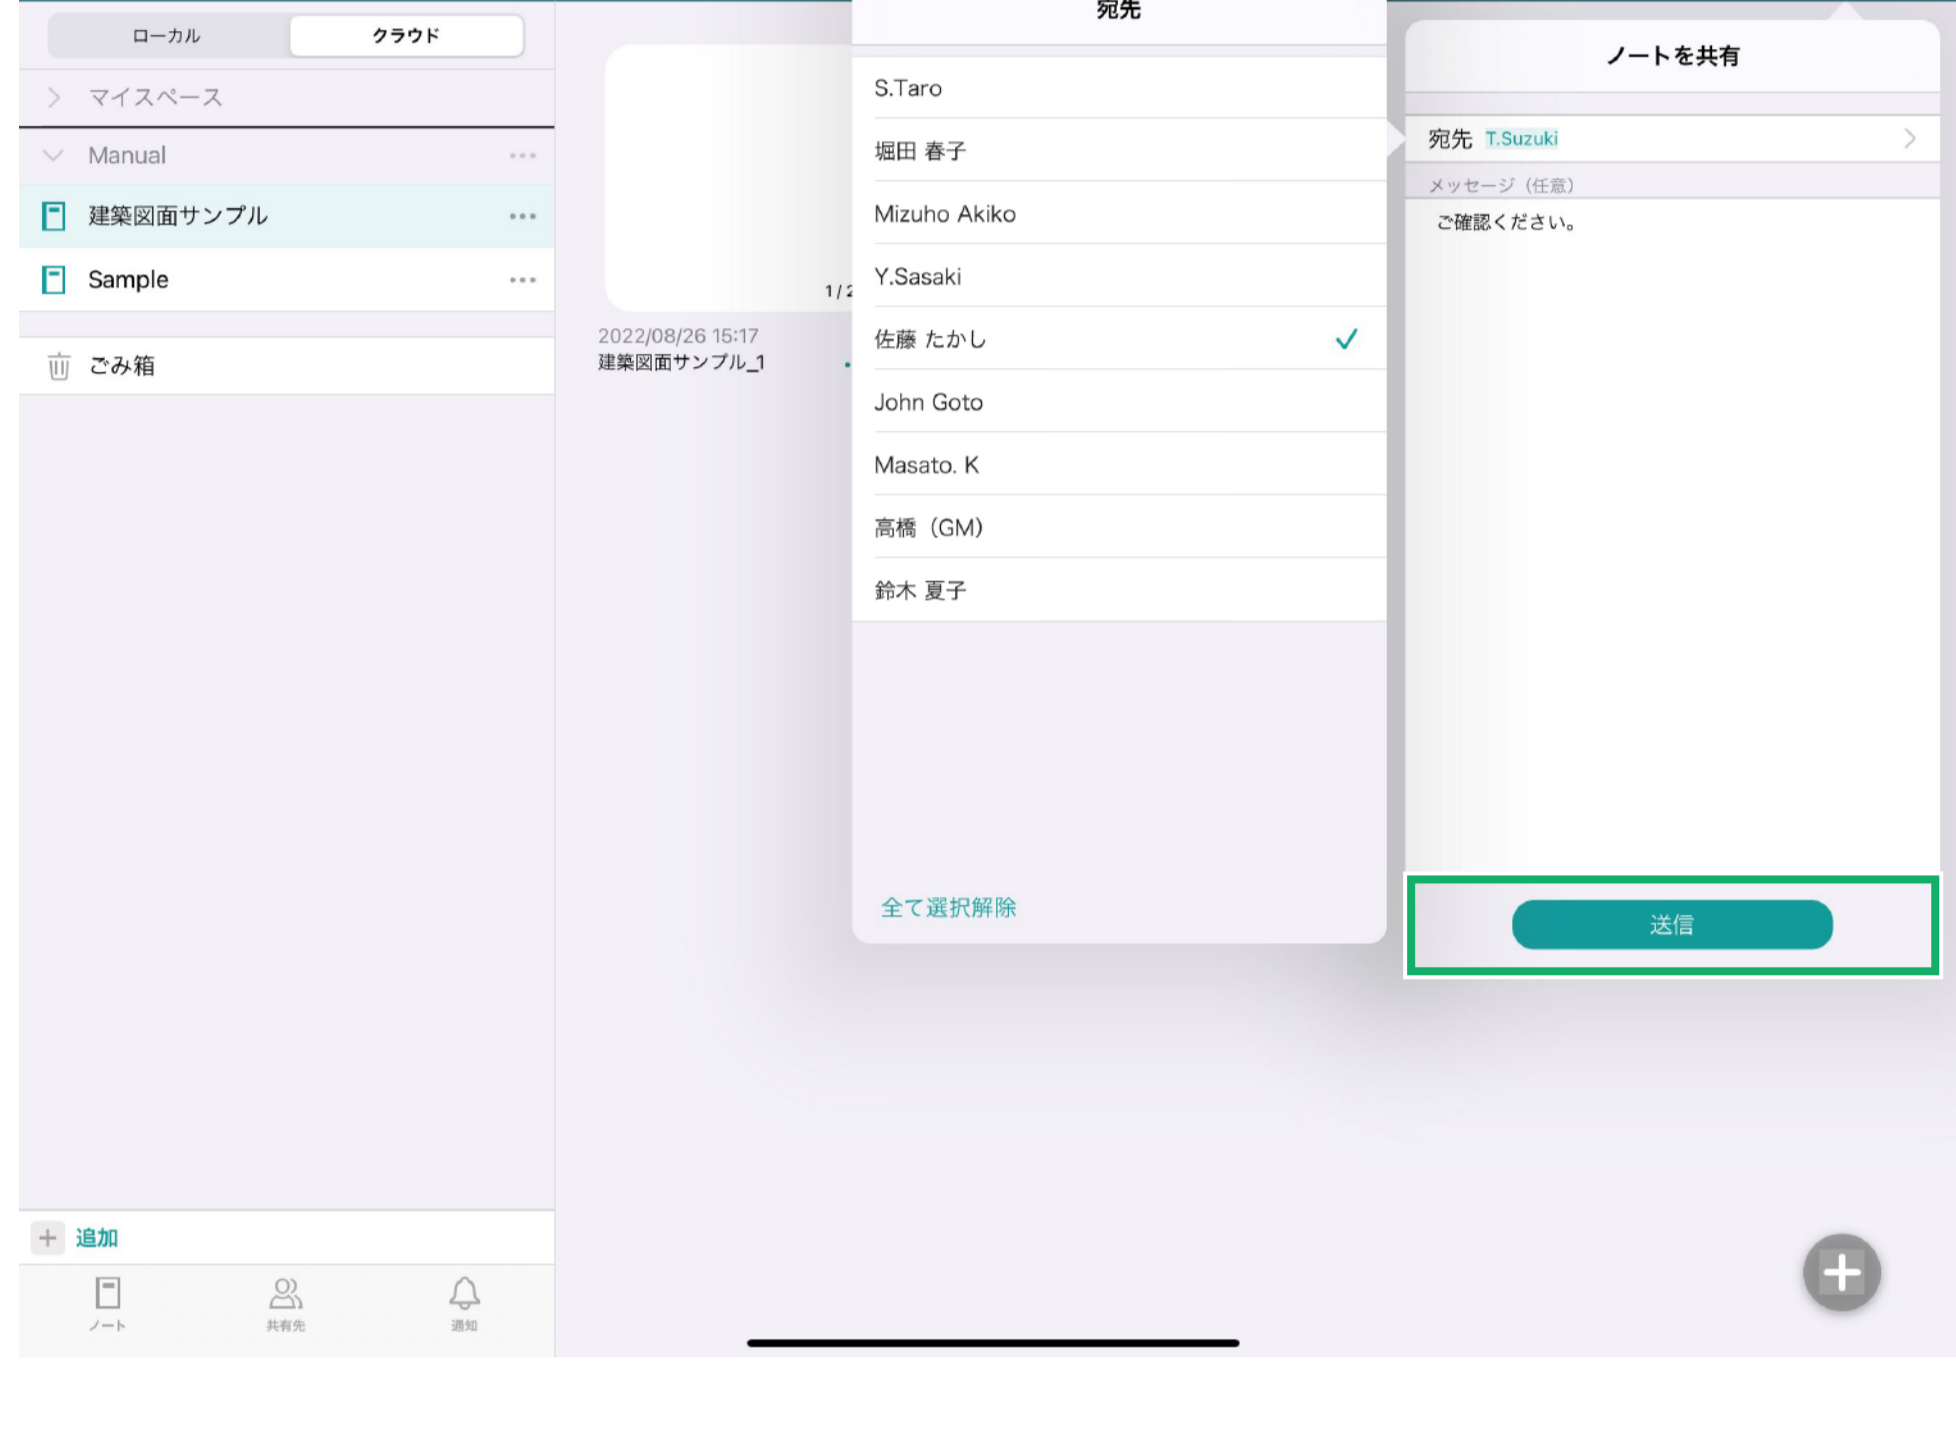 ローカル
クラウド
マイスペース
Manual
建築図面サンプル
Sample
ごみ箱
追加
ノート
共有先
通知
1 / 2
2022/08/26 15:17
建築図面サンプル_1
宛先
S.Taro
堀田 春子
Mizuho Akiko
Y.Sasaki
佐藤 たかし
John Goto
Masato. K
高橋（GM）
鈴木 夏子
全て選択解除
ノートを共有
宛先 T.Suzuki
メッセージ（任意）
ご確認ください。
送信